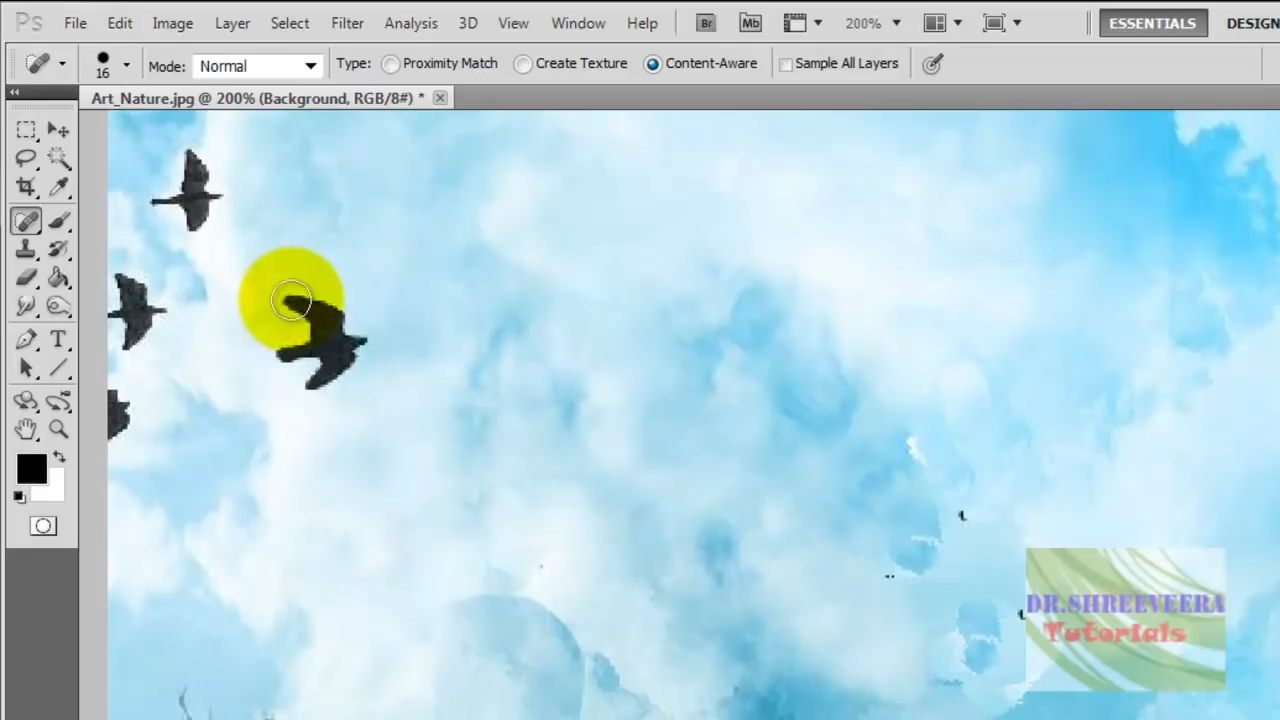 Ps File Edit Image Layer Select Filter Analysis 3D View Window Help Br Mb 200% ESSENTIALS DESIGN
16 Mode: Normal Type: Proximity Match Create Texture Content-Aware Sample All Layers
Art_Nature.jpg @ 200% (Background, RGB/8#) *
T
DR.SHREEVEERA
Tutorials